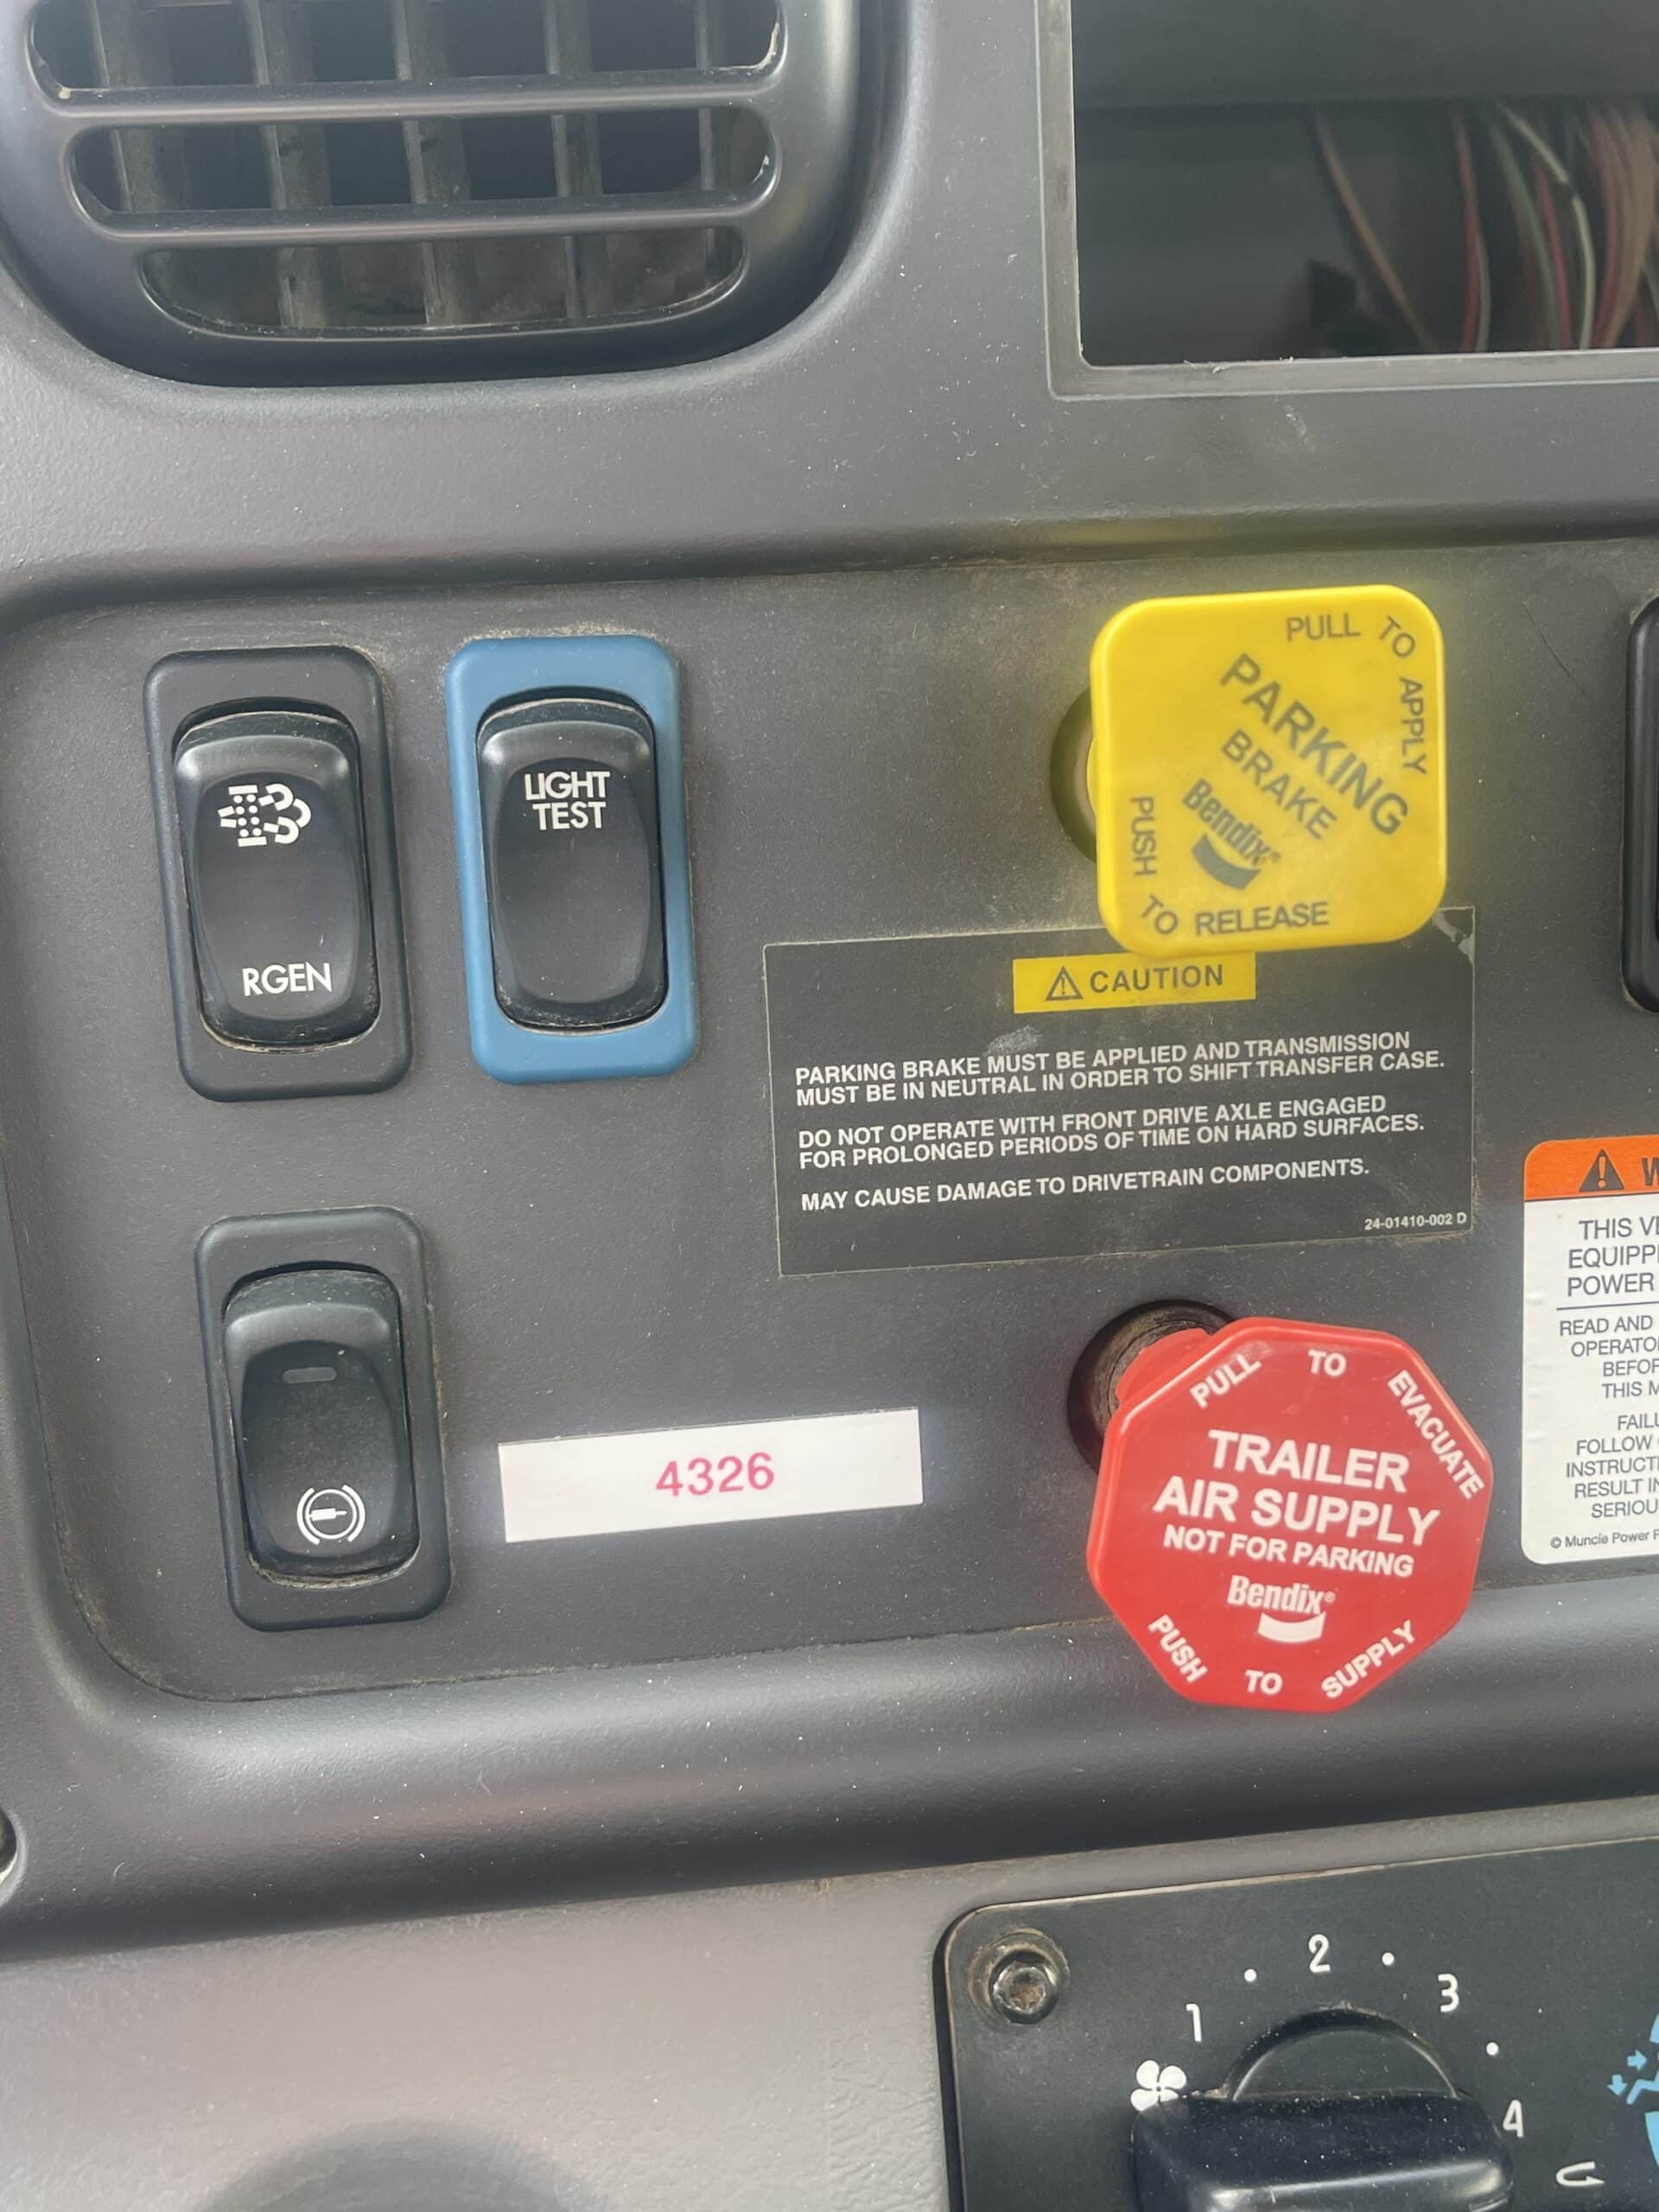 RGEN
LIGHT
TEST
PULL TO APPLY
PARKING
BRAKE
Bendix®
PUSH TO RELEASE
CAUTION
PARKING BRAKE MUST BE APPLIED AND TRANSMISSION
MUST BE IN NEUTRAL IN ORDER TO SHIFT TRANSFER CASE.
DO NOT OPERATE WITH FRONT DRIVE AXLE ENGAGED
FOR PROLONGED PERIODS OF TIME ON HARD SURFACES.
MAY CAUSE DAMAGE TO DRIVETRAIN COMPONENTS.
24-01410-002 D
4326
PULL TO EVACUATE
TRAILER
AIR SUPPLY
NOT FOR PARKING
Bendix®
PUSH TO SUPPLY
THIS
POWER
READ AND
THIS
FOLLOW
© Muncie Power
1 2 3 4